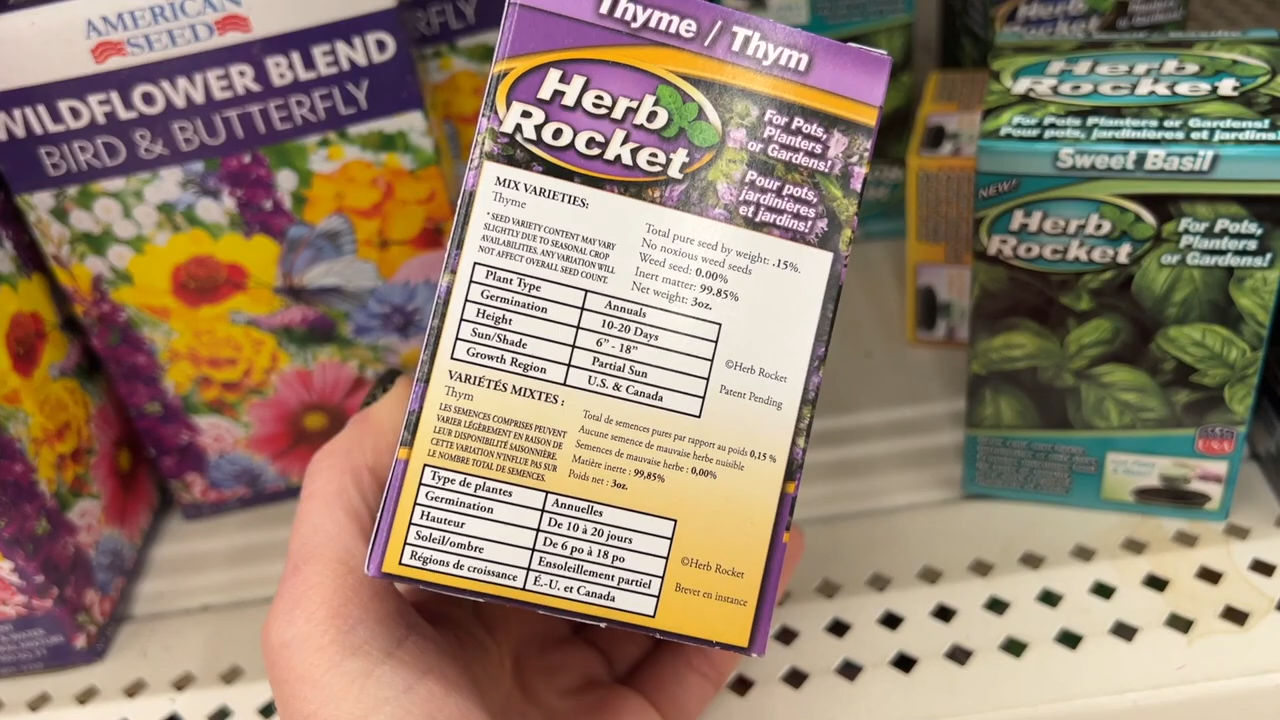 AMERICAN
SEED
WILDFLOWER BLEND
BIRD & BUTTERFLY
Thyme / Thym
Herb
Rocket
For Pots,
Planters
or Gardens!
Pour pots,
jardinières
et jardins!
MIX VARIETIES:
Thyme
* SEED VARIETY CONTENT MAY VARY
SLIGHTLY DUE TO SEASONAL CROP
AVAILABILITIES. ANY VARIATION WILL
NOT AFFECT OVERALL SEED COUNT.
Total pure seed by weight: .15%.
No noxious weed seeds
Weed seed: 0.00%
Inert matter: 99.85%
Net weight: 3oz.
Plant Type Annuals
Germination 10-20 Days
Height 6” - 18”
Sun/Shade Partial Sun
Growth Region U.S. & Canada
©Herb Rocket
Patent Pending
VARIÉTÉS MIXTES :
Thym
LES SEMENCES COMPRISES PEUVENT
VARIER LÉGÈREMENT EN RAISON DE
LEUR DISPONIBILITÉ SAISONNIÈRE.
CETTE VARIATION N'INFLUE PAS SUR
LE NOMBRE TOTAL DE SEMENCES.
Total de semences pures par rapport au poids 0,15 %
Aucune semence de mauvaise herbe nuisible
Semences de mauvaise herbe : 0,00%
Matière inerte : 99,85%
Poids net : 3oz.
Type de plantes Annuelles
Germination De 10 à 20 jours
Hauteur De 6 po à 18 po
Soleil/ombre Ensoleillement partiel
Régions de croissance É.-U. et Canada
©Herb Rocket
Brevet en instance
Herb
Rocket
For Pots Planters or Gardens!
Pour pots, jardinières et jardins!
Sweet Basil
NEW!
Herb
Rocket
For Pots,
Planters
or Gardens!
USA